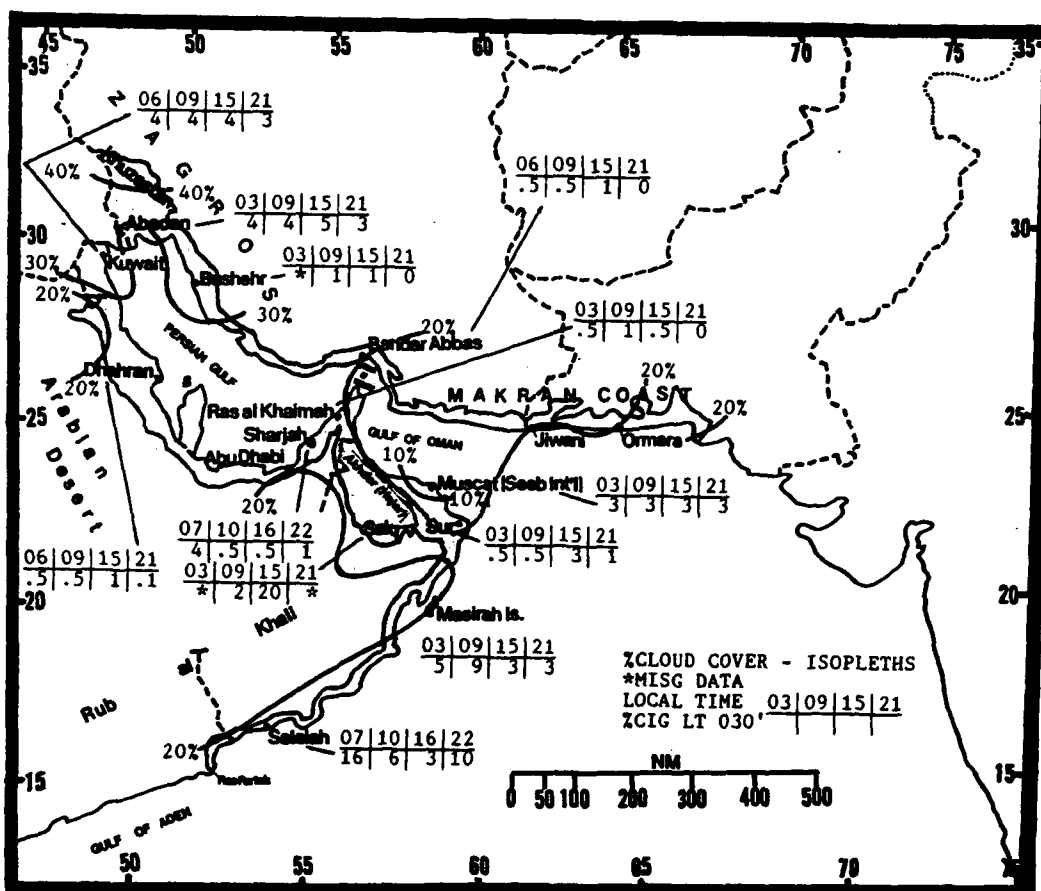 45 50 55 60 65 70 75 35
35
ZAGROS
06|09|15|21
4|4|4|3
40%
40%
06|09|15|21
.5|.5|1|0
03|09|15|21
4|4|5|3
Abadan
30
30
Kuwait
03|09|15|21
*|1|1|0
Bushehr
30%
20%
30%
03|09|15|21
.5|1|.5|0
20%
Bandar Abbas
PERSIAN GULF
20%
Dhahran
20%
MAKRAN COAST
20%
Arabian Desert
25
25
Ras al Khaimah
Sharjah
GULF OF OMAN
Jiwani
Ormara
Abu Dhabi
10%
Muscat (Seeb Int'l)
03|09|15|21
3|3|3|3
10%
20%
Sur
07|10|16|22
4|.5|.5|1
03|09|15|21
.5|.5|3|1
06|09|15|21
.5|.5|1|.1
03|09|15|21
*|2|20|*
20
20
Khali
Masirah Is.
03|09|15|21
5|9|3|3
al
Rub
%CLOUD COVER - ISOPLETHS
*MISG DATA
LOCAL TIME 03|09|15|21
%CIG LT 030'
20%
Salalah
07|10|16|22
16|6|3|10
NM
0 50 100 200 300 400 500
15
15
GULF OF ADEN
50 55 60 65 70